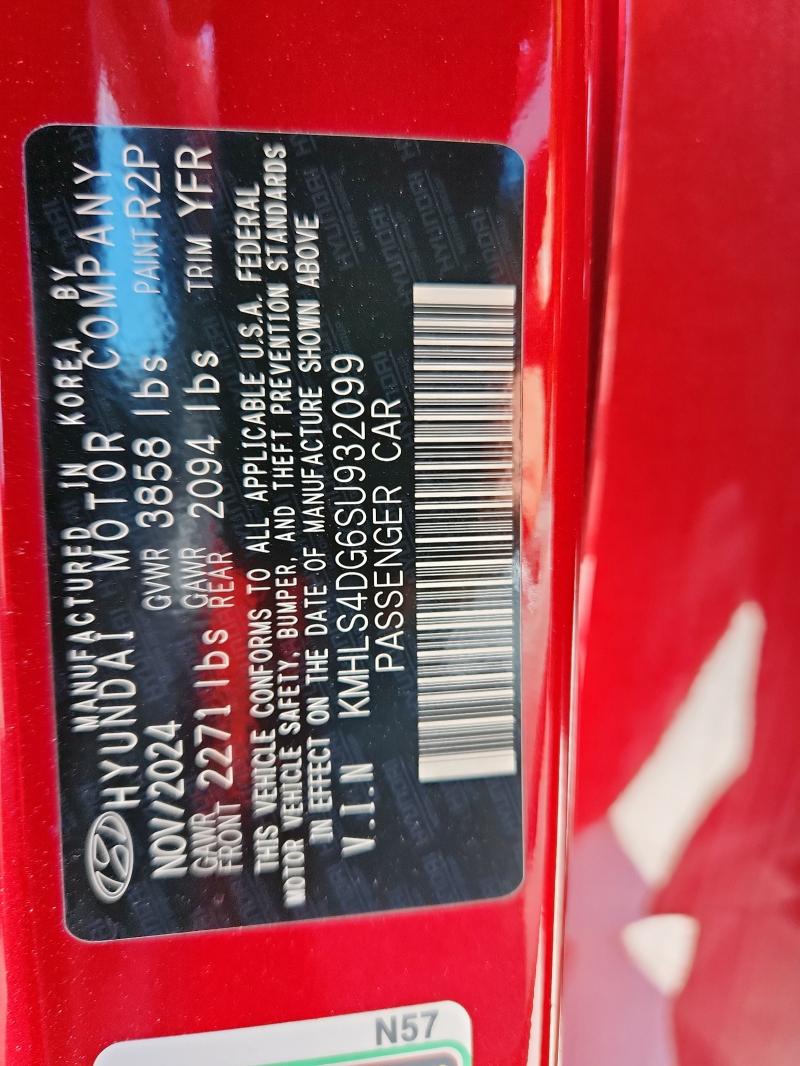 MANUFACTURED IN KOREA BY
HYUNDAI MOTOR COMPANY
NOV/2024 GVWR 3858 lbs PAINT R2P
GAWR FRONT 2271 lbs GAWR REAR 2094 lbs TRIM YFR
THIS VEHICLE CONFORMS TO ALL APPLICABLE U.S.A. FEDERAL
MOTOR VEHICLE SAFETY, BUMPER, AND THEFT PREVENTION STANDARDS
IN EFFECT ON THE DATE OF MANUFACTURE SHOWN ABOVE
V.I.N KMHLS4DG6SU932099
PASSENGER CAR
N57